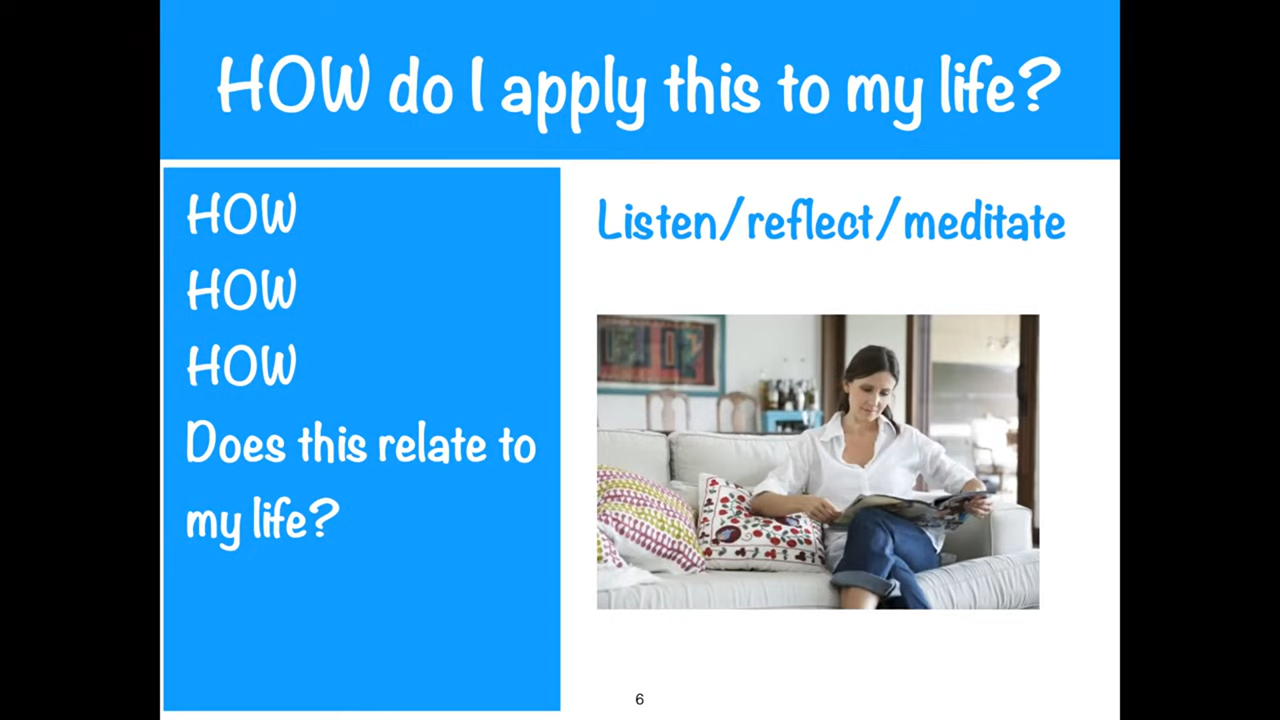 HOW do I apply this to my life?
HOW
HOW
HOW
Does this relate to
my life?
Listen/reflect/meditate
6